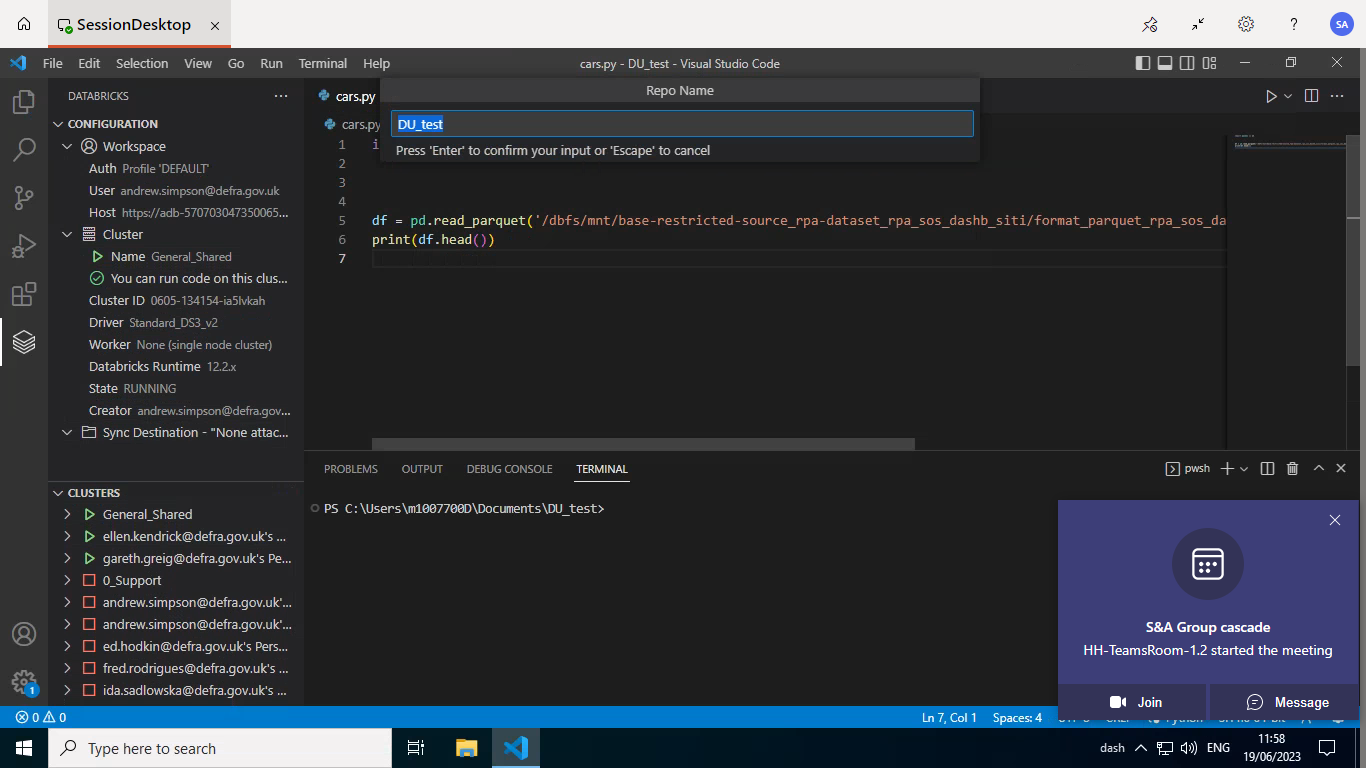 SessionDesktop
SA
File Edit Selection View Go Run Terminal Help
cars.py - DU_test - Visual Studio Code
DATABRICKS
CONFIGURATION
Workspace
Auth Profile 'DEFAULT'
User andrew.simpson@defra.gov.uk
Host https://adb-570703047350065...
Cluster
Name General_Shared
You can run code on this clus...
Cluster ID 0605-134154-ia5lvkah
Driver Standard_DS3_v2
Worker None (single node cluster)
Databricks Runtime 12.2.x
State RUNNING
Creator andrew.simpson@defra.gov...
Sync Destination - "None attac...
CLUSTERS
General_Shared
ellen.kendrick@defra.gov.uk's ...
gareth.greig@defra.gov.uk's Pe...
0_Support
andrew.simpson@defra.gov.uk'...
andrew.simpson@defra.gov.uk'...
ed.hodkin@defra.gov.uk's Pers...
fred.rodrigues@defra.gov.uk's ...
ida.sadlowska@defra.gov.uk's ...
1
cars.py
Repo Name
DU_test
Press 'Enter' to confirm your input or 'Escape' to cancel
cars.py
1 i
2
3
4
5 df = pd.read_parquet('/dbfs/mnt/base-restricted-source_rpa-dataset_rpa_sos_dashb_siti/format_parquet_rpa_sos_da
6 print(df.head())
7
PROBLEMS OUTPUT DEBUG CONSOLE TERMINAL
pwsh
PS C:\Users\m1007700D\Documents\DU_test>
S&A Group cascade
HH-TeamsRoom-1.2 started the meeting
Join Message
0 0
Ln 7, Col 1 Spaces: 4
Type here to search
dash
ENG
11:58
19/06/2023